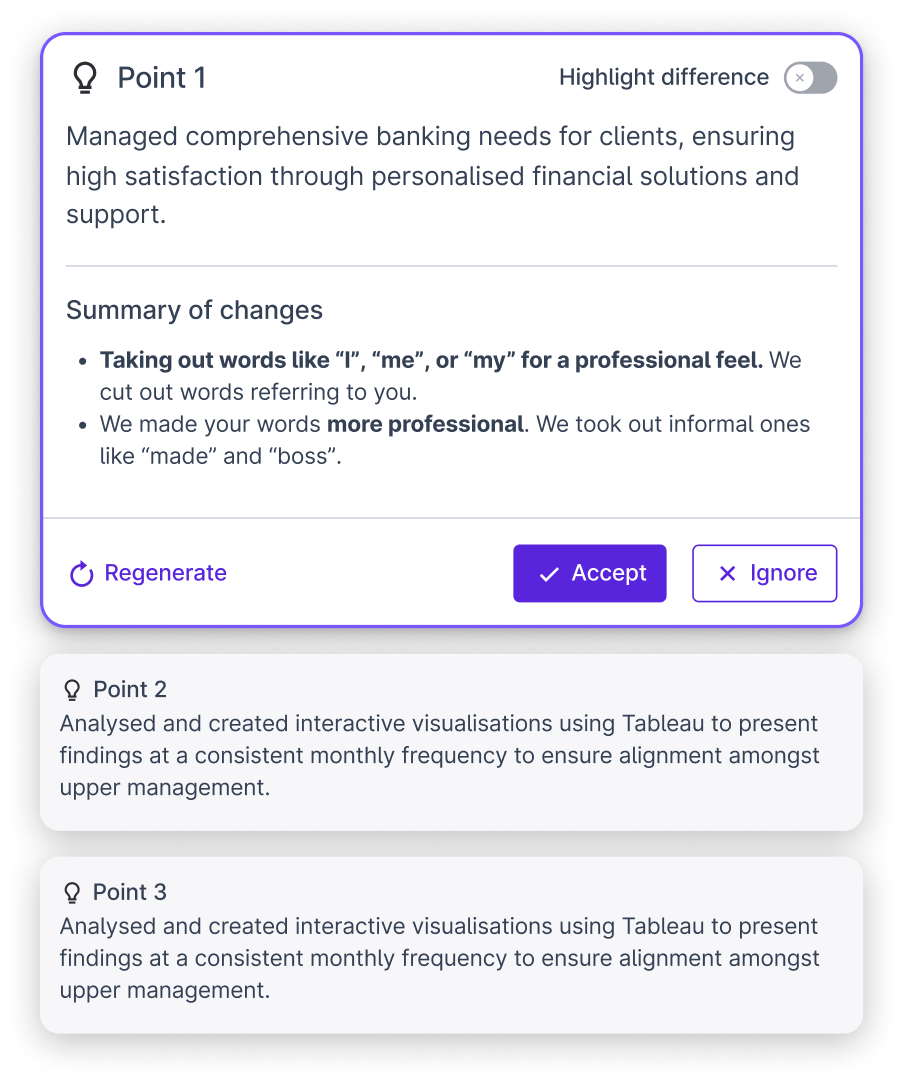 Point 1
Highlight difference
Managed comprehensive banking needs for clients, ensuring
high satisfaction through personalised financial solutions and
support.
Summary of changes
• Taking out words like “I”, “me”, or “my” for a professional feel. We
cut out words referring to you.
• We made your words more professional. We took out informal ones
like “made” and “boss”.
Regenerate
Accept
Ignore
Point 2
Analysed and created interactive visualisations using Tableau to present
findings at a consistent monthly frequency to ensure alignment amongst
upper management.
Point 3
Analysed and created interactive visualisations using Tableau to present
findings at a consistent monthly frequency to ensure alignment amongst
upper management.